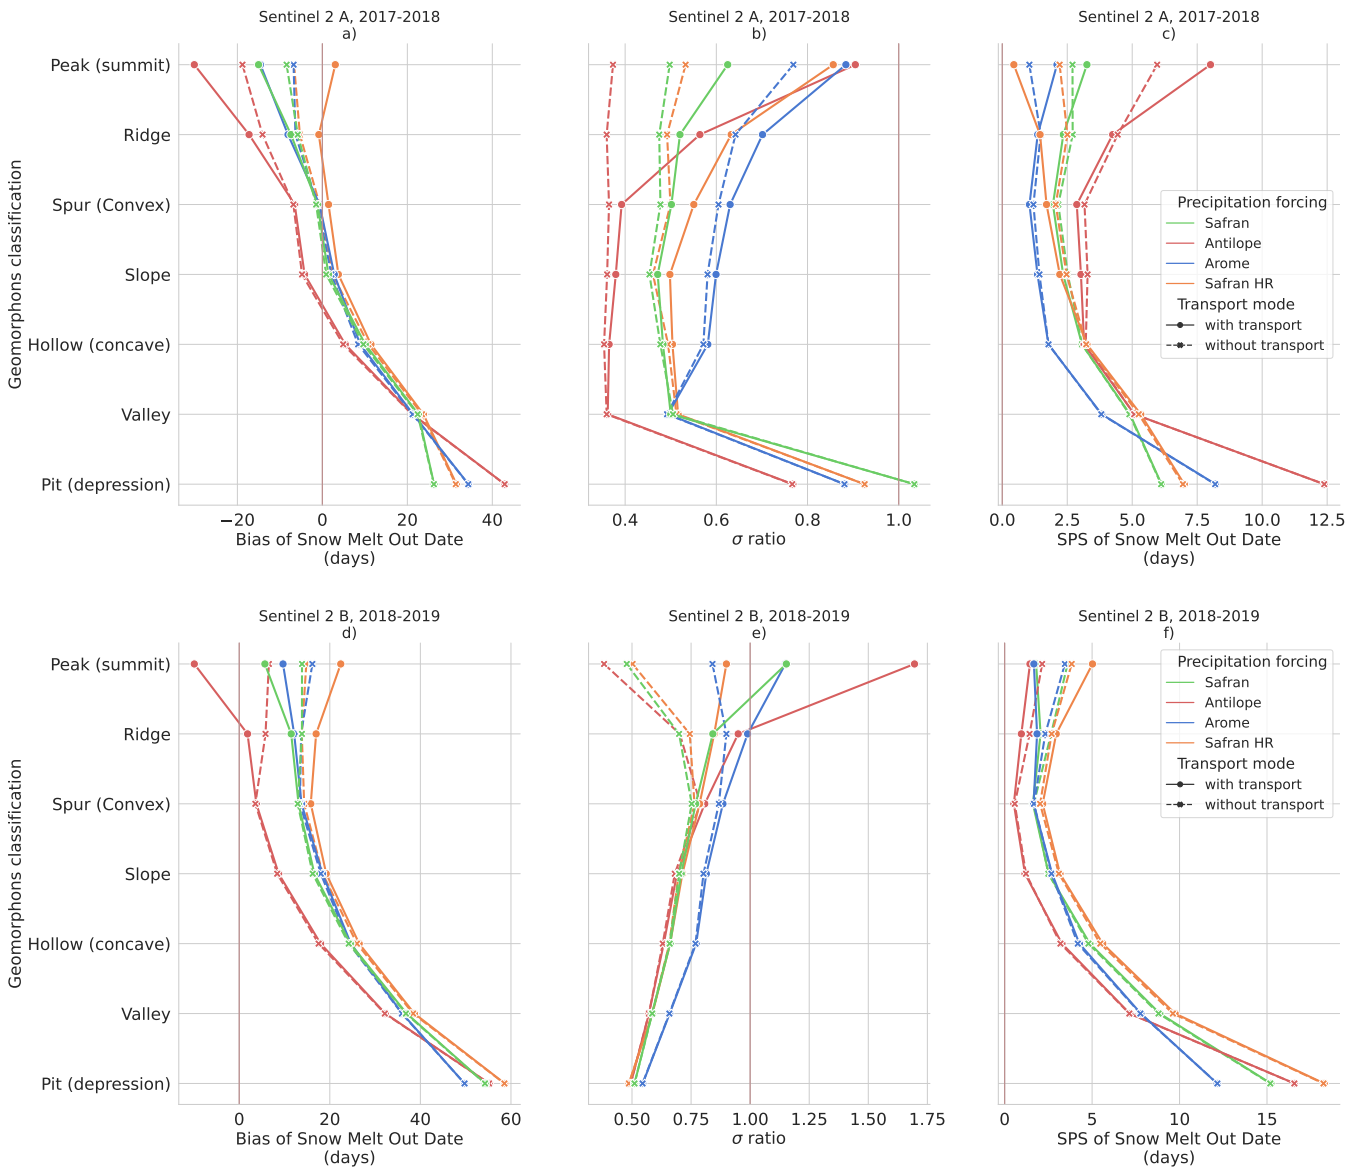 Sentinel 2 A, 2017-2018
a)
Sentinel 2 A, 2017-2018
b)
Sentinel 2 A, 2017-2018
c)
Geomorphons classification
Peak (summit)
Ridge
Spur (Convex)
Slope
Hollow (concave)
Valley
Pit (depression)
−20 0 20 40
Bias of Snow Melt Out Date
(days)
0.4 0.6 0.8 1.0
σ ratio
Precipitation forcing
Safran
Antilope
Arome
Safran HR
Transport mode
with transport
without transport
0.0 2.5 5.0 7.5 10.0 12.5
SPS of Snow Melt Out Date
(days)
Sentinel 2 B, 2018-2019
d)
Sentinel 2 B, 2018-2019
e)
Sentinel 2 B, 2018-2019
f)
Geomorphons classification
Peak (summit)
Ridge
Spur (Convex)
Slope
Hollow (concave)
Valley
Pit (depression)
0 20 40 60
Bias of Snow Melt Out Date
(days)
0.50 0.75 1.00 1.25 1.50 1.75
σ ratio
Precipitation forcing
Safran
Antilope
Arome
Safran HR
Transport mode
with transport
without transport
0 5 10 15
SPS of Snow Melt Out Date
(days)